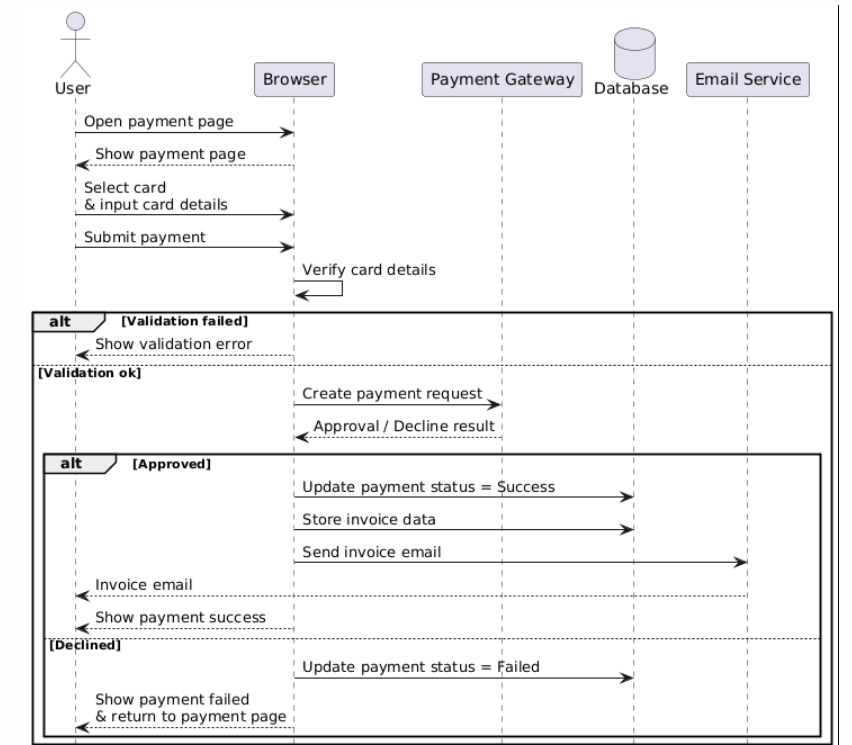 User
Browser
Payment Gateway
Database
Email Service
Open payment page
Show payment page
Select card
& input card details
Submit payment
Verify card details
alt
[Validation failed]
Show validation error
[Validation ok]
Create payment request
Approval / Decline result
alt
[Approved]
Update payment status = Success
Store invoice data
Send invoice email
Invoice email
Show payment success
[Declined]
Update payment status = Failed
Show payment failed
& return to payment page